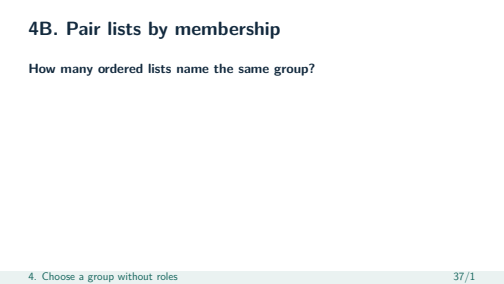 4B. Pair lists by membership
How many ordered lists name the same group?
4. Choose a group without roles
37/1